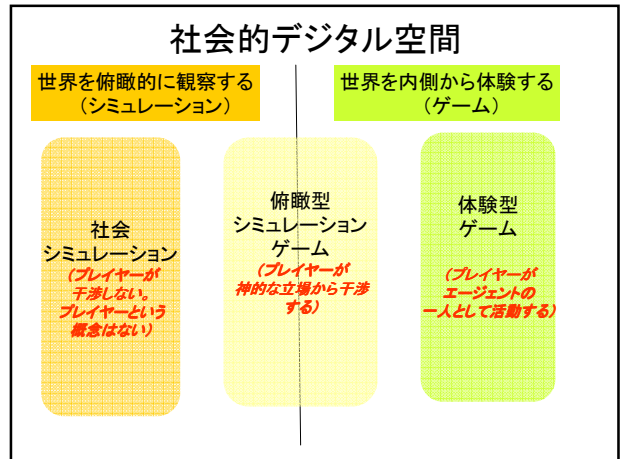 社会的デジタル空間
世界を俯瞰的に観察する
（シミュレーション）
世界を内側から体験する
（ゲーム）
社会
シミュレーション
(プレイヤーが
干渉しない。
プレイヤーという
概念はない)
俯瞰型
シミュレーション
ゲーム
(プレイヤーが
神的な立場から干渉
する)
体験型
ゲーム
(プレイヤーが
エージェントの
一人として活動する)